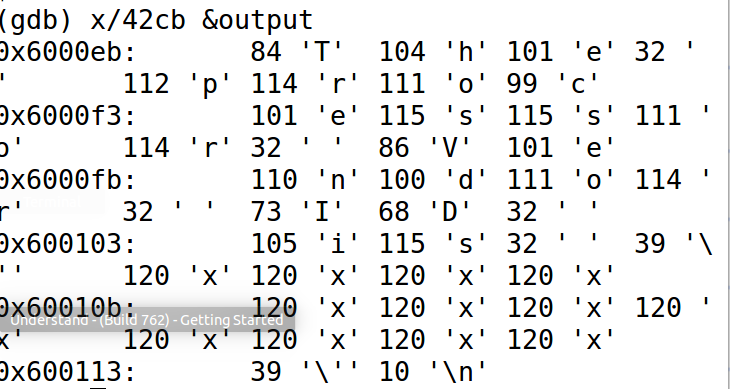 (gdb) x/42cb &output
0x6000eb: 84 'T' 104 'h' 101 'e' 32 '
' 112 'p' 114 'r' 111 'o' 99 'c'
0x6000f3: 101 'e' 115 's' 115 's' 111 '
o' 114 'r' 32 ' ' 86 'V' 101 'e'
0x6000fb: 110 'n' 100 'd' 111 'o' 114 '
r' 32 ' ' 73 'I' 68 'D' 32 ' '
0x600103: 105 'i' 115 's' 32 ' ' 39 '\
'' 120 'x' 120 'x' 120 'x' 120 'x'
0x60010b: 120 'x' 120 'x' 120 'x' 120 '
Understand - (Build 762) - Getting Started
x' 120 'x' 120 'x' 120 'x' 120 'x'
0x600113: 39 '\'' 10 '\n'